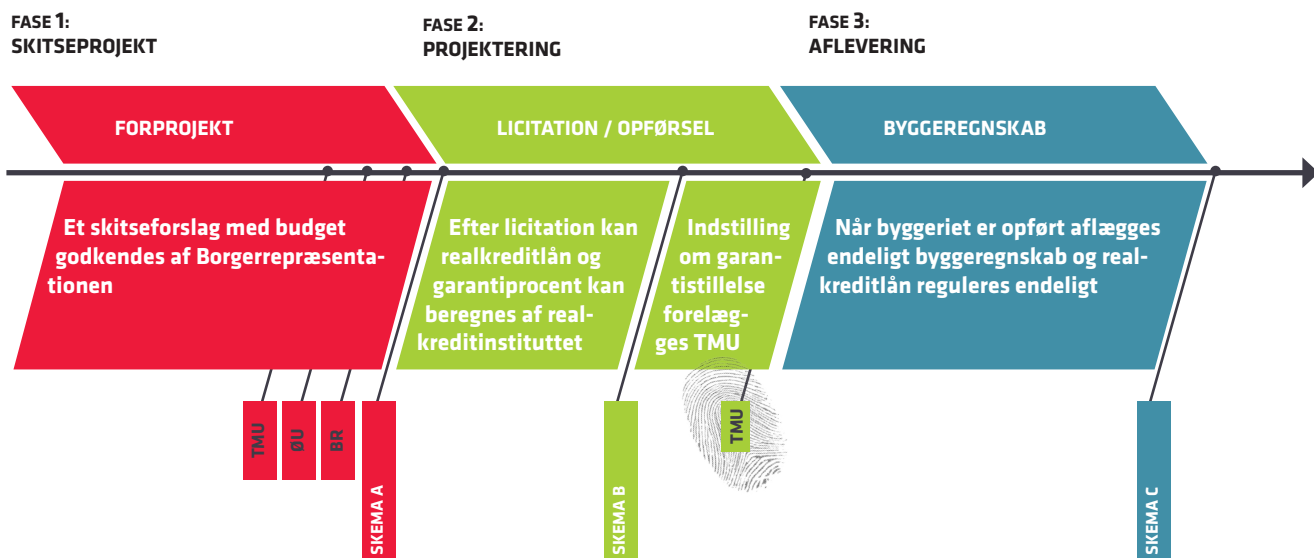 FASE 1:
SKITSEPROJEKT
FASE 2:
PROJEKTERING
FASE 3:
AFLEVERING
FORPROJEKT
LICITATION / OPFØRSEL
BYGGEREGNSKAB
Et skitseforslag med budget
godkendes af Borgerrepræsenta-
tionen
Efter licitation kan
realkreditlån og
garantiprocent kan
beregnes af real-
kreditinstituttet
Indstilling
om garan-
tistillelse
forelæg-
ges TMU
Når byggeriet er opført aflægges
endeligt byggeregnskab og real-
kreditlån reguleres endeligt
TMU
ØU
BR
SKEMA A
SKEMA B
TMU
SKEMA C